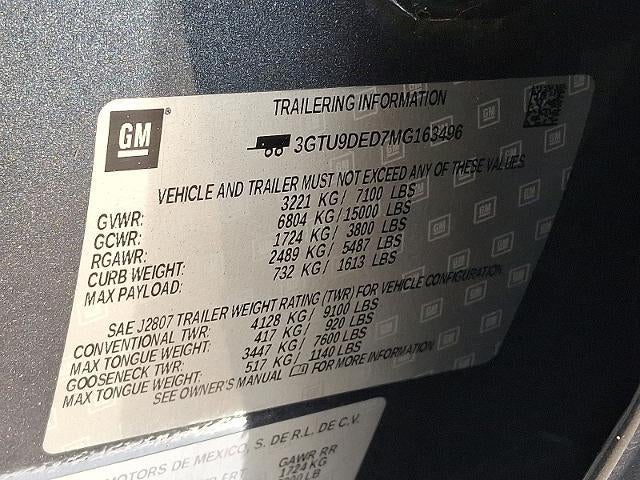 GM®
TRAILERING INFORMATION
3GTU9DED7MG163496
VEHICLE AND TRAILER MUST NOT EXCEED ANY OF THESE VALUES
GVWR: 3221 KG / 7100 LBS
GCWR: 6804 KG / 15000 LBS
RGAWR: 1724 KG / 3800 LBS
CURB WEIGHT: 2489 KG / 5487 LBS
MAX PAYLOAD: 732 KG / 1613 LBS
SAE J2807 TRAILER WEIGHT RATING (TWR) FOR VEHICLE CONFIGURATION
CONVENTIONAL TWR: 4128 KG / 9100 LBS
MAX TONGUE WEIGHT: 417 KG / 920 LBS
GOOSENECK TWR: 3447 KG / 7600 LBS
MAX TONGUE WEIGHT: 517 KG / 1140 LBS
SEE OWNER'S MANUAL FOR MORE INFORMATION
MOTORS DE MEXICO, S. DE R.L. DE C.V.
GAWR RR
1724 KG